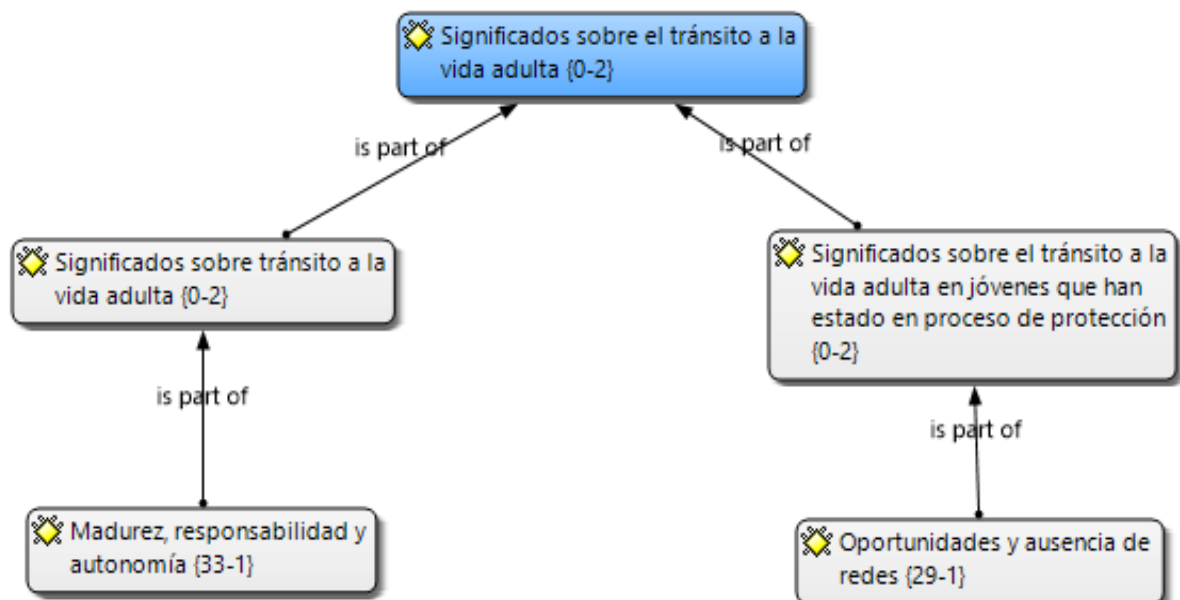 Significados sobre el tránsito a la
vida adulta {0-2}
is part of
is part of
Significados sobre tránsito a la
vida adulta {0-2}
Significados sobre el tránsito a la
vida adulta en jóvenes que han
estado en proceso de protección
{0-2}
is part of
is part of
Madurez, responsabilidad y
autonomía {33-1}
Oportunidades y ausencia de
redes {29-1}